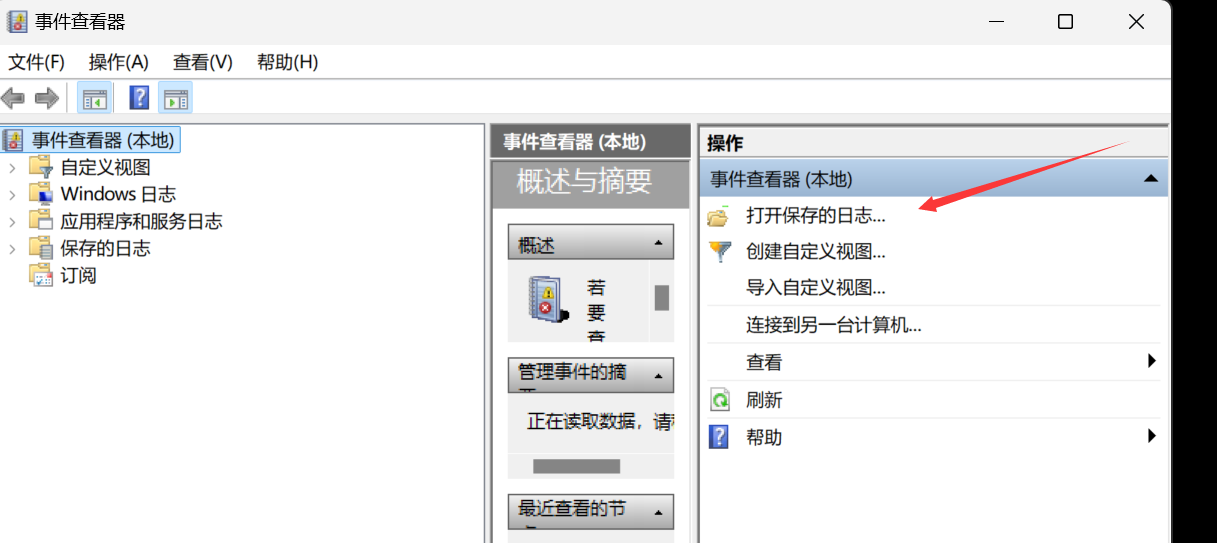 事件查看器
文件(F) 操作(A) 查看(V) 帮助(H)
事件查看器 (本地)
自定义视图
Windows 日志
应用程序和服务日志
保存的日志
订阅
事件查看器 (本地)
概述与摘要
概述
若
要
查
管理事件的摘
正在读取数据，请
最近查看的节
操作
事件查看器 (本地)
打开保存的日志...
创建自定义视图...
导入自定义视图...
连接到另一台计算机...
查看
刷新
帮助